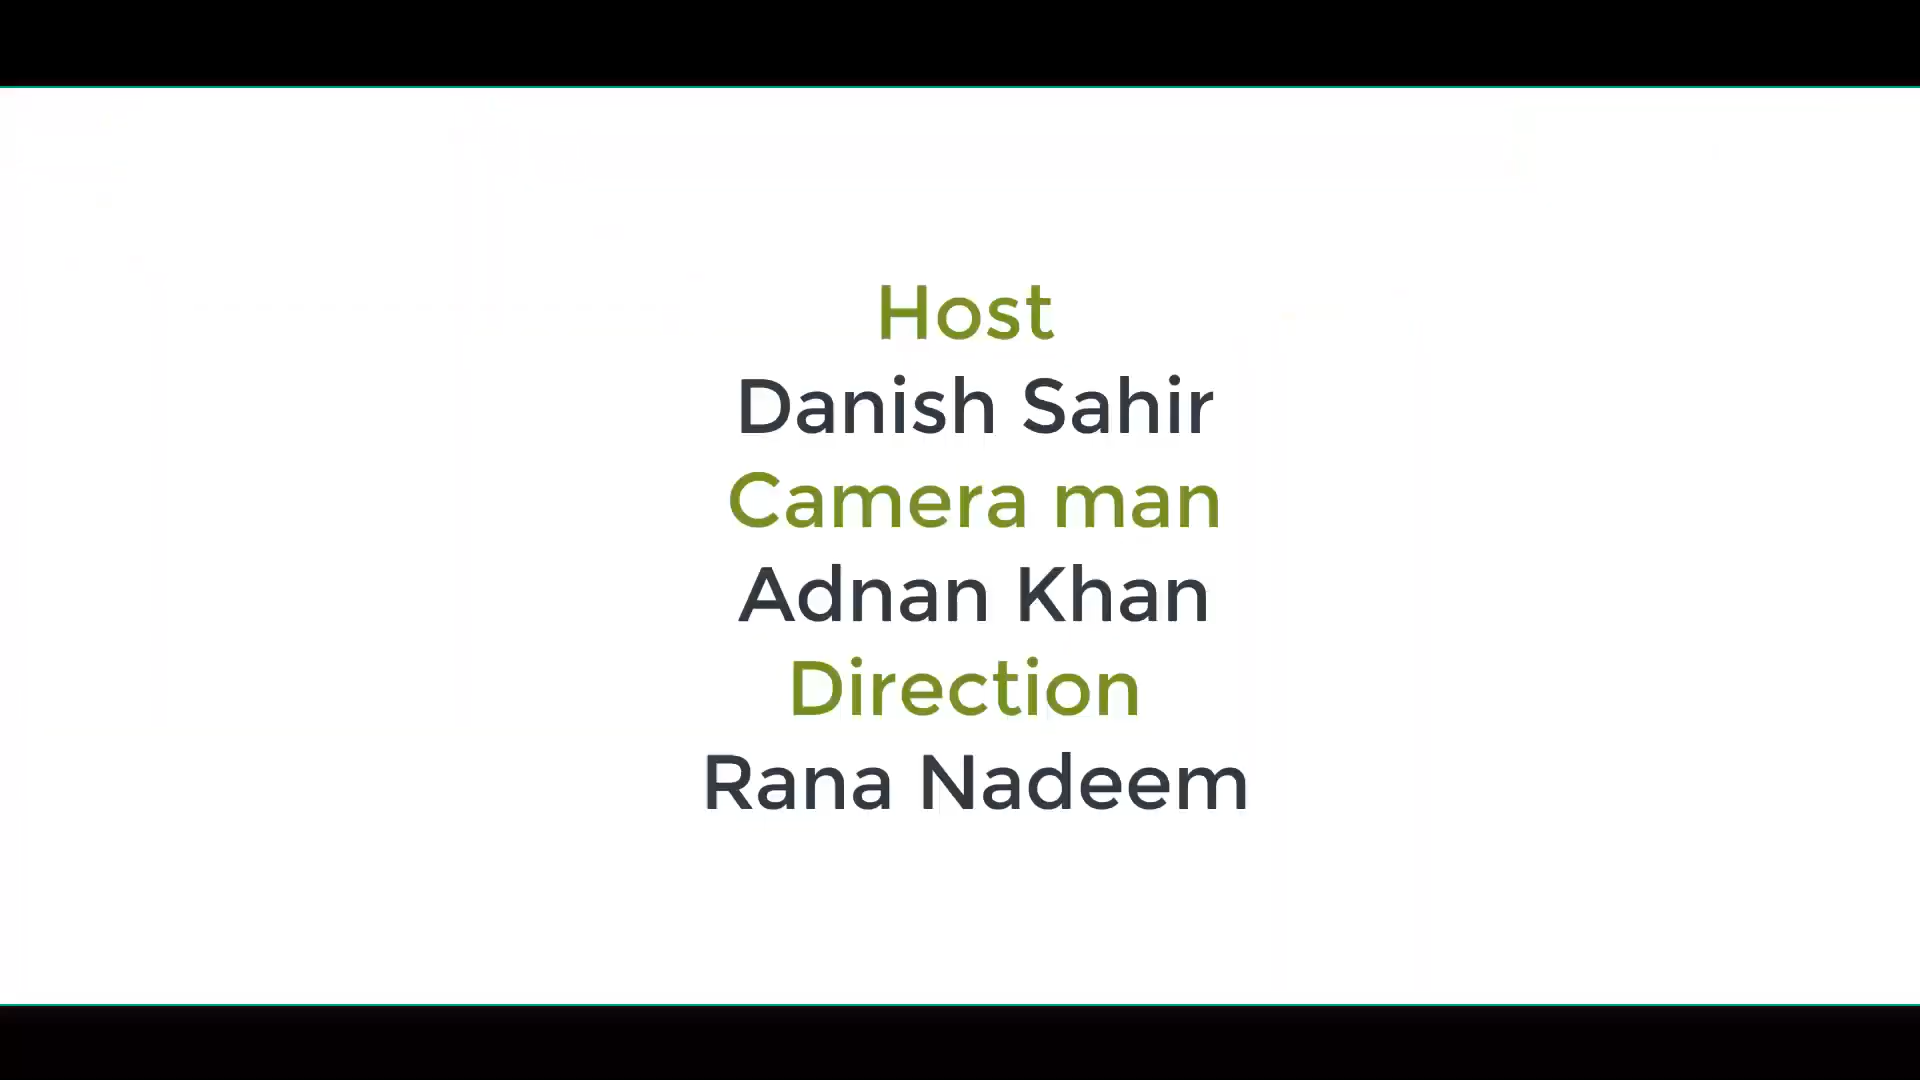 Host
Danish Sahir
Camera man
Adnan Khan
Direction
Rana Nadeem